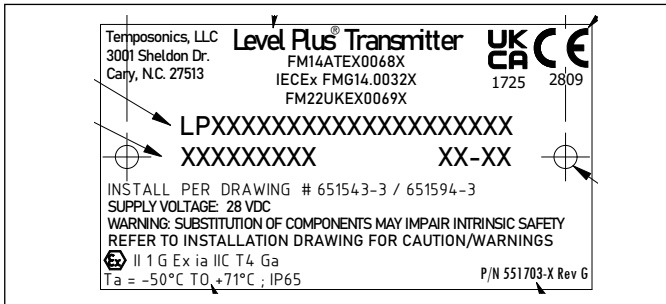 Temposonics, LLC
3001 Sheldon Dr.
Cary, N.C. 27513
Level Plus® Transmitter
FM14ATEX0068X
IECEx FMG14.0032X
FM22UKEX0069X
UK
CA
1725
CE
2809
LPXXXXXXXXXXXXXXXXXXXX
XXXXXXXXX XX-XX
INSTALL PER DRAWING # 651543-3 / 651594-3
SUPPLY VOLTAGE: 28 VDC
WARNING: SUBSTITUTION OF COMPONENTS MAY IMPAIR INTRINSIC SAFETY
REFER TO INSTALLATION DRAWING FOR CAUTION/WARNINGS
Ex II 1 G Ex ia IIC T4 Ga
Ta = -50°C TO +71°C ; IP65
P/N 551703-X Rev G